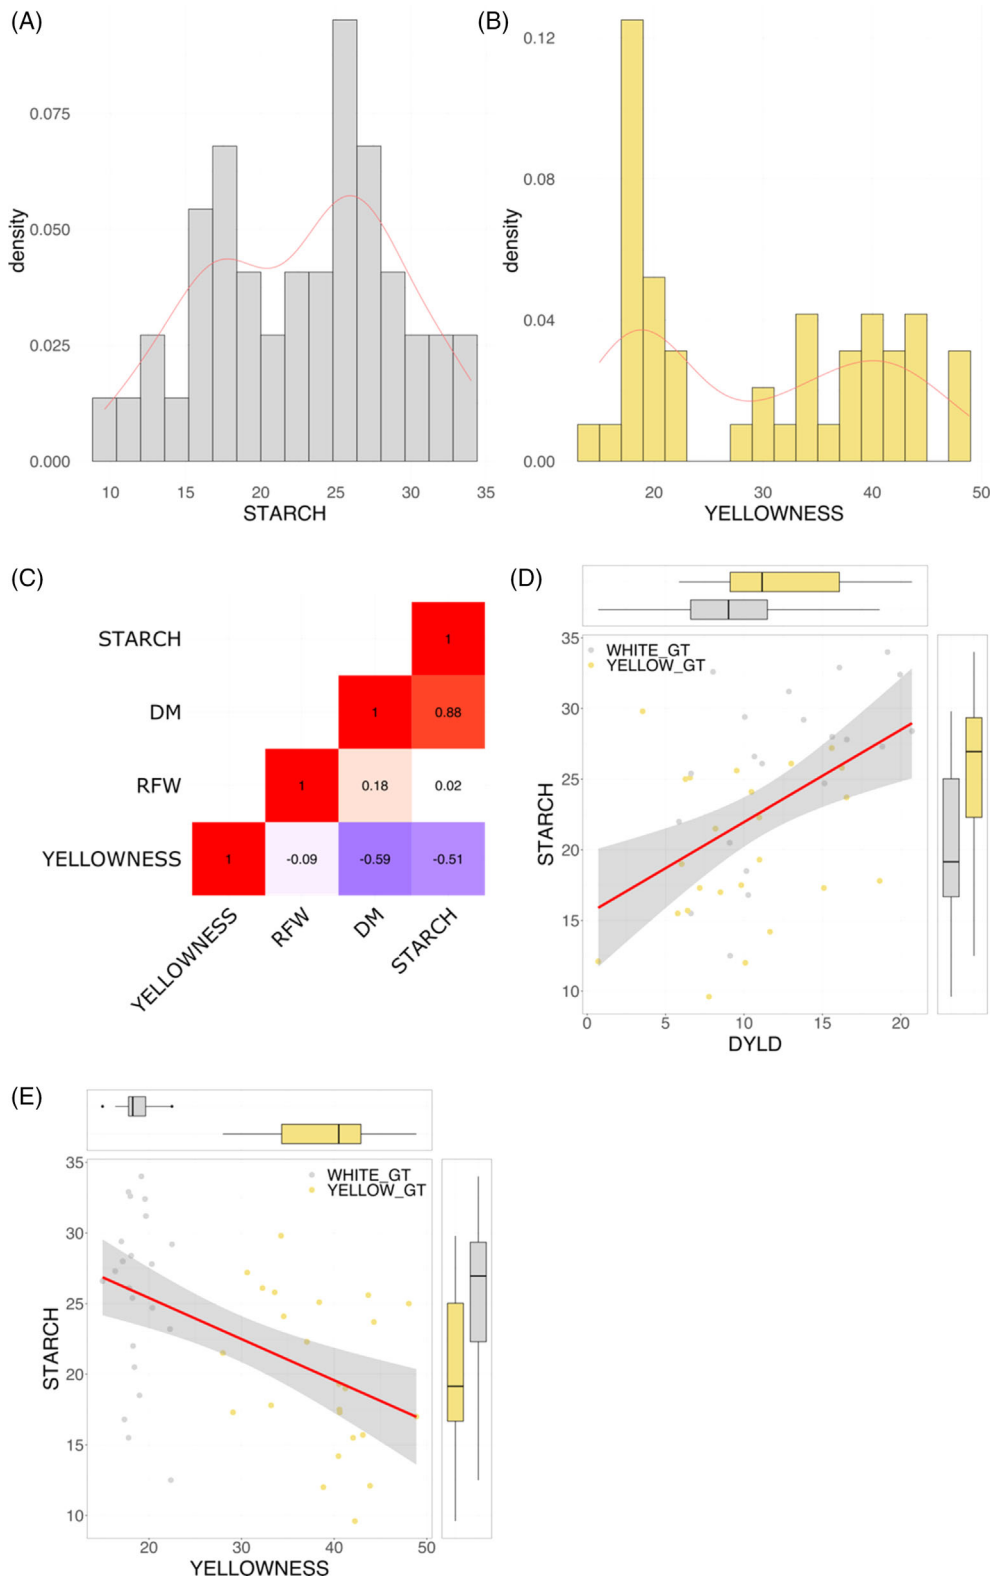 (A)
density
0.075
0.050
0.025
0.000
10 15 20 25 30 35
STARCH
(B)
density
0.12
0.08
0.04
0.00
20 30 40 50
YELLOWNESS
(C)
STARCH 1
DM 1 0.88
RFW 1 0.18 0.02
YELLOWNESS 1 -0.09 -0.59 -0.51
YELLOWNESS RFW DM STARCH
(D)
WHITE_GT
YELLOW_GT
STARCH
35
30
25
20
15
10
0 5 10 15 20
DYLD
(E)
WHITE_GT
YELLOW_GT
STARCH
35
30
25
20
15
10
20 30 40 50
YELLOWNESS